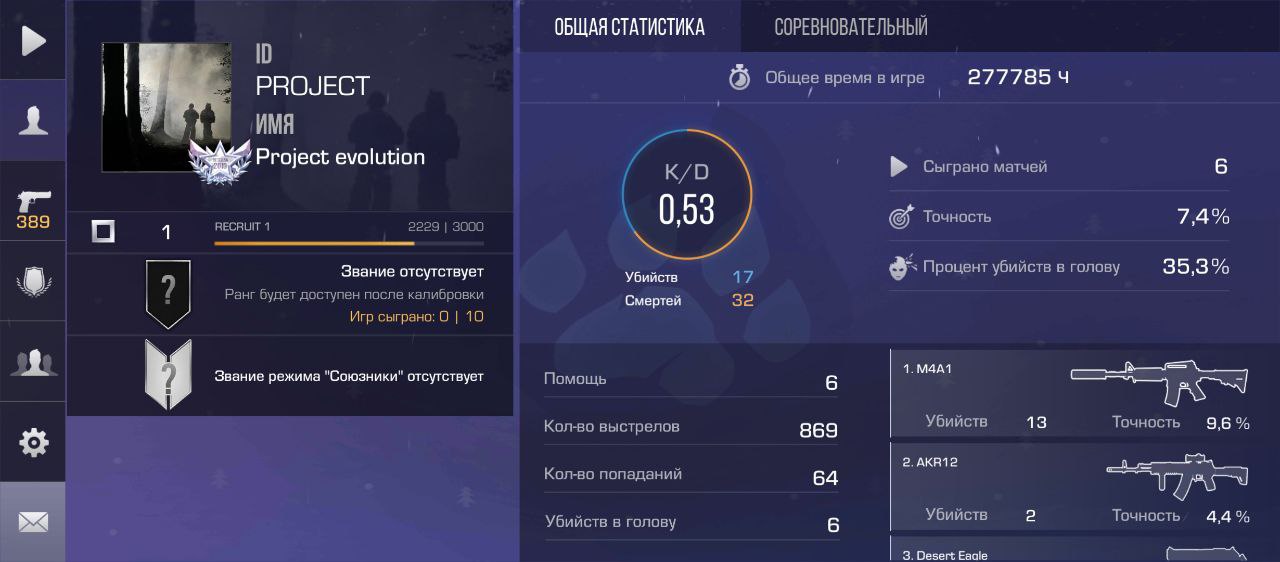 ID
PROJECT
ИМЯ
Project evolution
389
1
RECRUIT 1
2229 | 3000
Звание отсутствует
Ранг будет доступен после калибровки
Игр сыграно: 0 | 10
Звание режима "Союзники" отсутствует
ОБЩАЯ СТАТИСТИКА
СОРЕВНОВАТЕЛЬНЫЙ
Общее время в игре 277785 Ч
K/D
0,53
Убийств 17
Смертей 32
Сыграно матчей 6
Точность 7,4%
Процент убийств в голову 35,3%
Помощь 6
Кол-во выстрелов 869
Кол-во попаданий 64
Убийств в голову 6
1. M4A1
Убийств 13 Точность 9,6 %
2. AKR12
Убийств 2 Точность 4,4 %
3. Desert Eagle